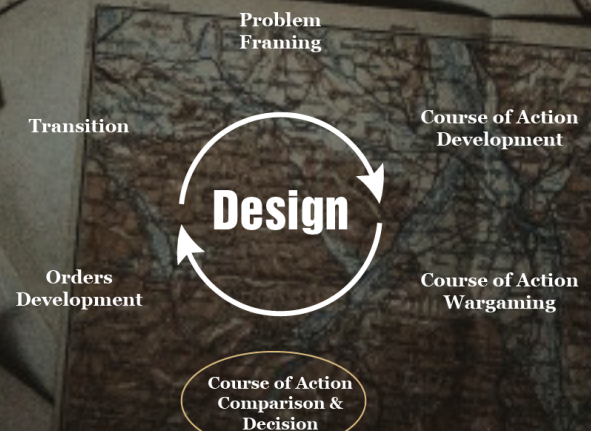 Problem
Framing
Transition
Course of Action
Development
Design
Orders
Development
Course of Action
Wargaming
Course of Action
Comparison &
Decision